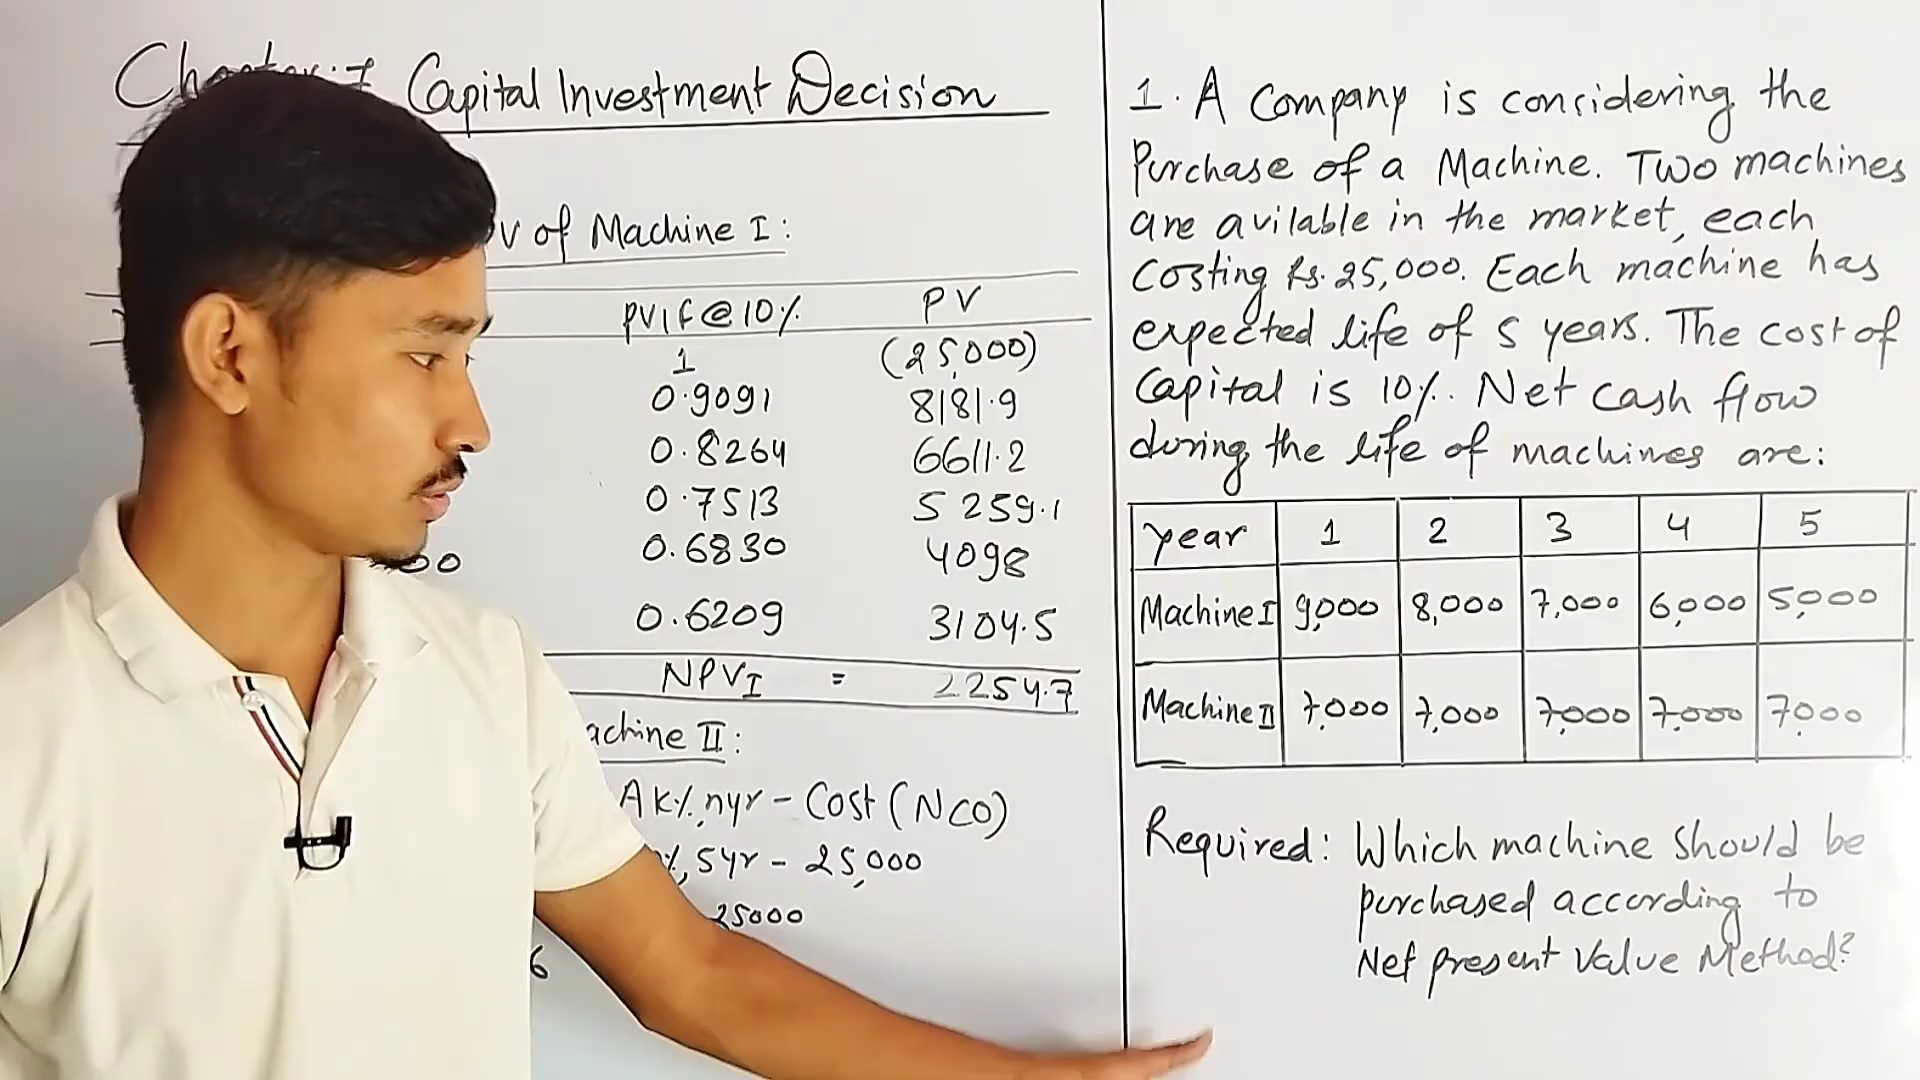 Capital Investment Decision
V of Machine I:
PVIF@10% PV
1 (25,000)
0.9091 8181.9
0.8264 6611.2
0.7513 5259.1
0.6830 4098
0.6209 3104.5
NPVI = 2254.7
achine II:
A K%,nyr - Cost (NCO)
%,5yr - 25,000
25000
6
1. A Company is considering the
Purchase of a Machine. Two machines
are avilable in the market, each
Costing Rs. 25,000. Each machine has
expected life of 5 years. The cost of
Capital is 10%. Net cash flow
during the life of machines are:
year 1 2 3 4 5
Machine I 9,000 8,000 7,000 6,000 5,000
Machine II 7,000 7,000 7,000 7,000 7,000
Required: Which machine should be
purchased according to
Net present Value Method?